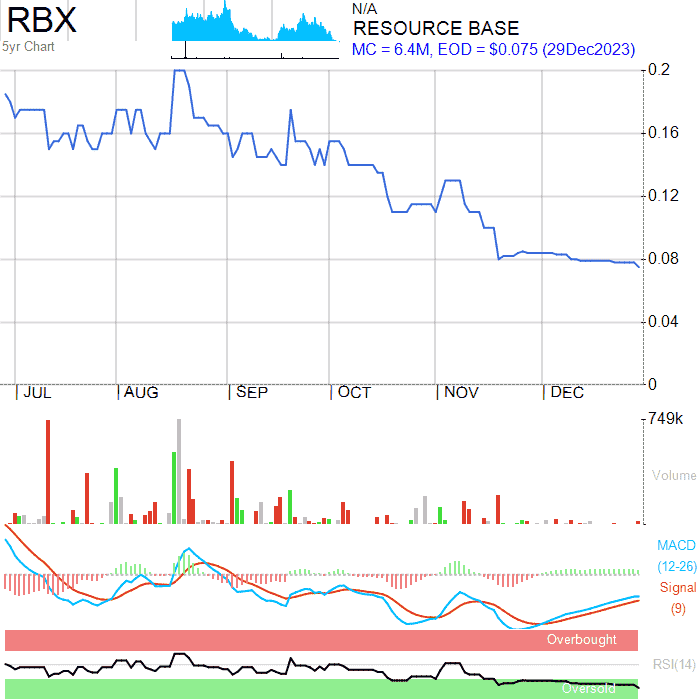 RBX
5yr Chart
N/A
RESOURCE BASE
MC = 6.4M, EOD = $0.075 (29Dec2023)
0.2
0.16
0.12
0.08
0.04
0
JUL AUG SEP OCT NOV DEC
749k
Volume
MACD
(12-26)
Signal
(9)
Overbought
RSI(14)
Oversold